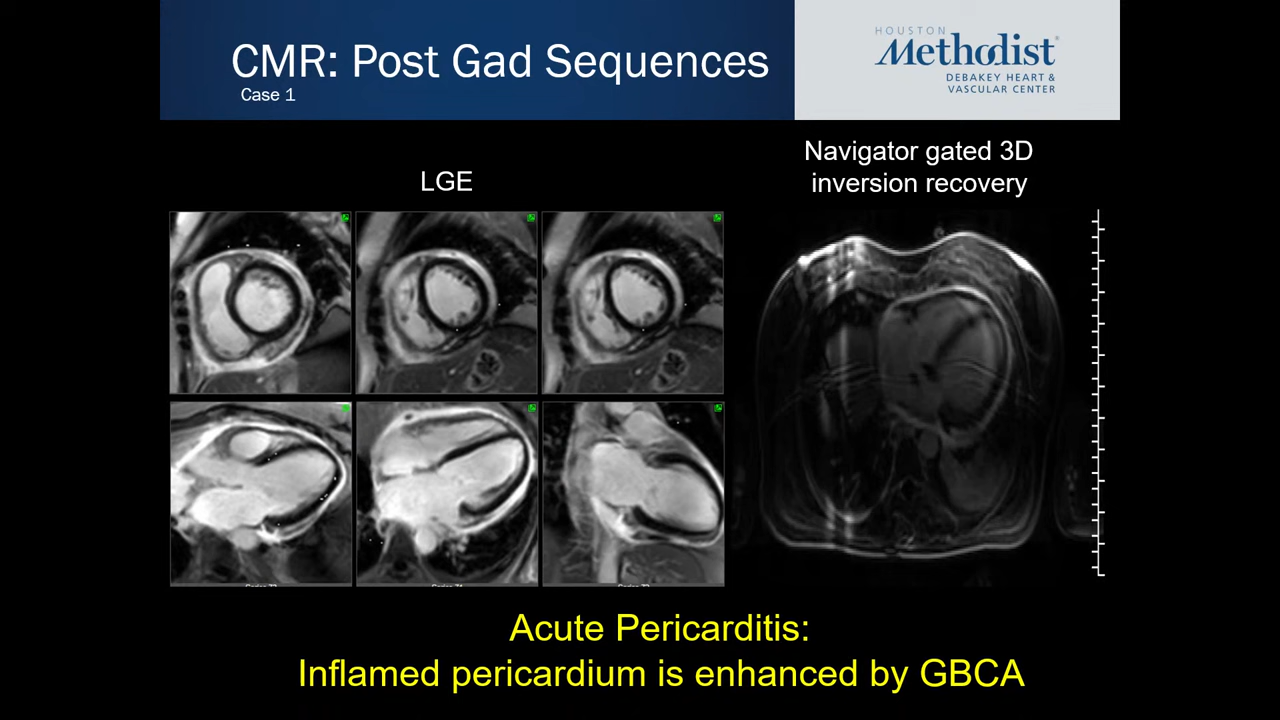 CMR: Post Gad Sequences
Case 1
HOUSTON
Methodist
DEBAKEY HEART &
VASCULAR CENTER
LGE
Navigator gated 3D
inversion recovery
Acute Pericarditis:
Inflamed pericardium is enhanced by GBCA